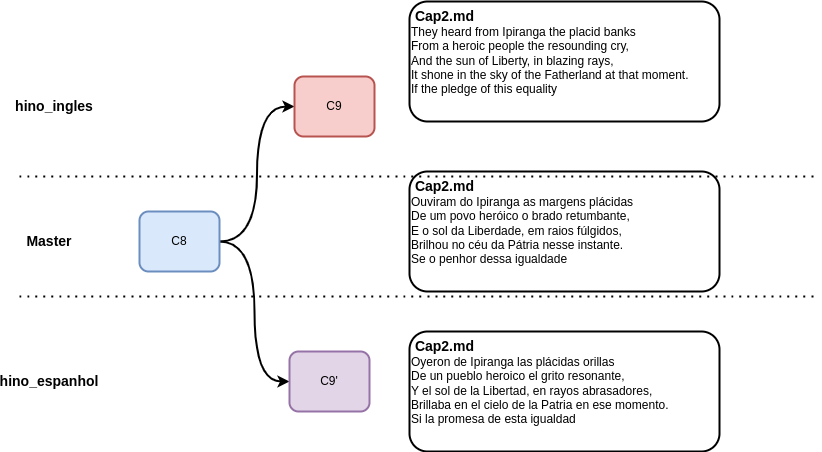 Cap2.md
They heard from Ipiranga the placid banks
From a heroic people the resounding cry,
And the sun of Liberty, in blazing rays,
It shone in the sky of the Fatherland at that moment.
If the pledge of this equality
hino_ingles
C9
Cap2.md
Ouviram do Ipiranga as margens plácidas
De um povo heróico o brado retumbante,
E o sol da Liberdade, em raios fúlgidos,
Brilhou no céu da Pátria nesse instante.
Se o penhor dessa igualdade
Master
C8
Cap2.md
Oyeron de Ipiranga las plácidas orillas
De un pueblo heroico el grito resonante,
Y el sol de la Libertad, en rayos abrasadores,
Brillaba en el cielo de la Patria en ese momento.
Si la promesa de esta igualdad
hino_espanhol
C9'